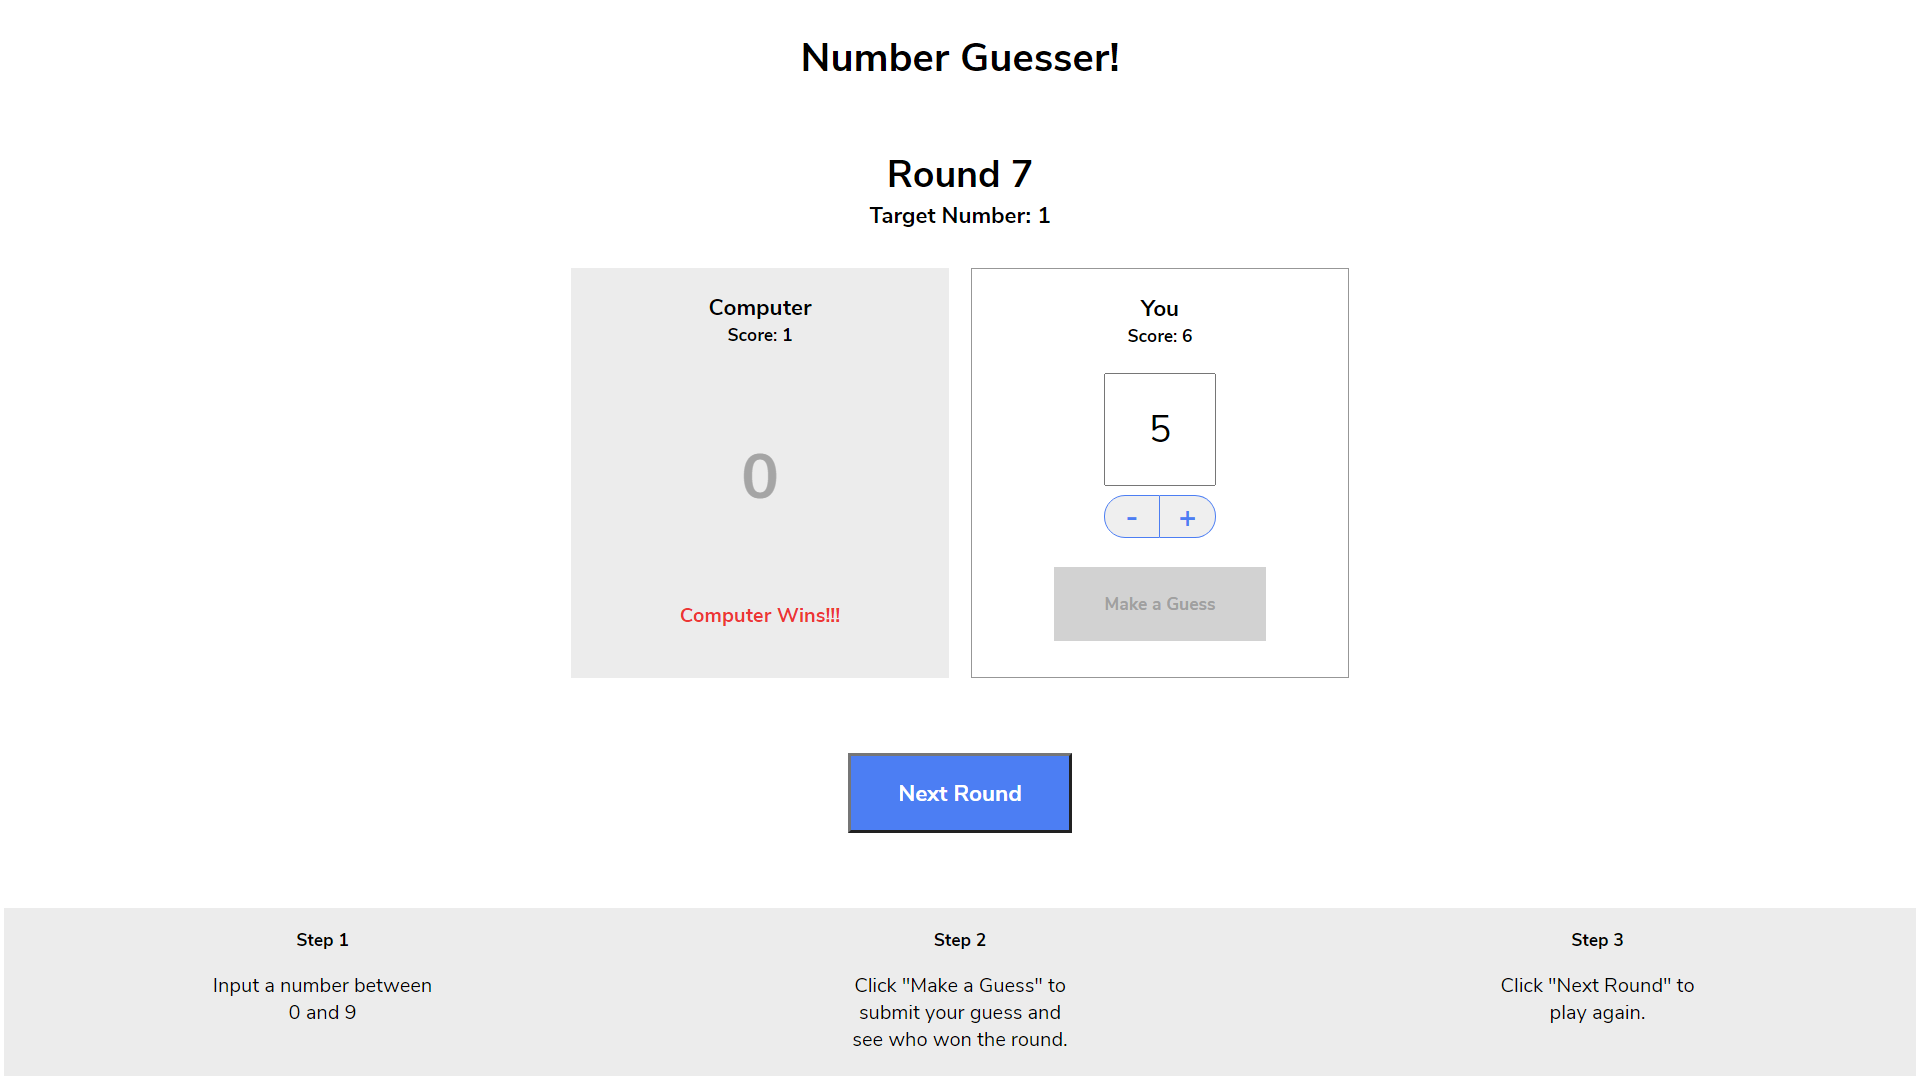 Number Guesser!
Round 7
Target Number: 1
Computer
Score: 1
0
Computer Wins!!!
You
Score: 6
5
- +
Make a Guess
Next Round
Step 1
Input a number between
0 and 9
Step 2
Click "Make a Guess" to
submit your guess and
see who won the round.
Step 3
Click "Next Round" to
play again.